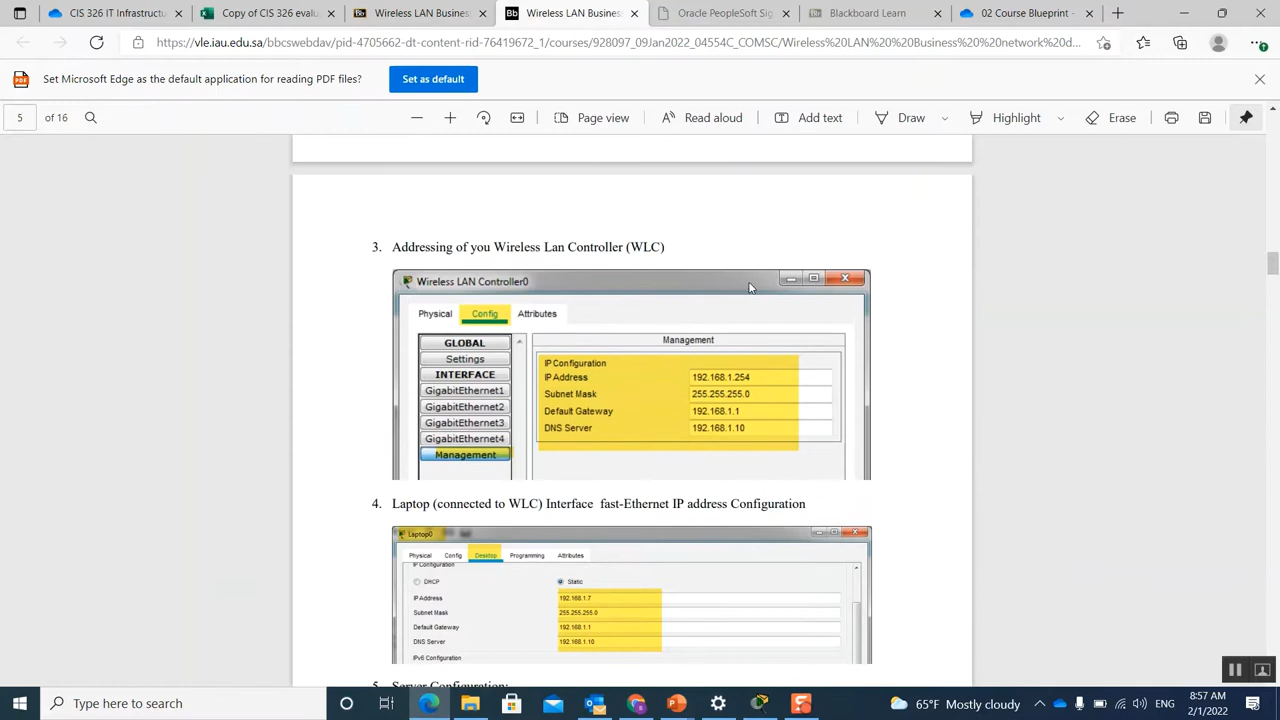 CIS 326 IT Infrastruct
Copy of CIS 326 evalu
Wireless LAN Busines
Wireless LAN Busines
Oracle PeopleSoft Sig
Blackboard Learn
02 Course Blueprint -
https://vle.iau.edu.sa/bbcswebdav/pid-4705662-dt-content-rid-76419672_1/courses/928097_09Jan2022_04554C_COMSC/Wireless%20LAN%20%20Business%20%20network%20d...
Set Microsoft Edge as the default application for reading PDF files?
Set as default
5 of 16
Page view
Read aloud
Add text
Draw
Highlight
Erase
3. Addressing of you Wireless Lan Controller (WLC)
Wireless LAN Controller0
Physical Config Attributes
GLOBAL
Settings
INTERFACE
GigabitEthernet1
GigabitEthernet2
GigabitEthernet3
GigabitEthernet4
Management
Management
IP Configuration
IP Address 192.168.1.254
Subnet Mask 255.255.255.0
Default Gateway 192.168.1.1
DNS Server 192.168.1.10
4. Laptop (connected to WLC) Interface fast-Ethernet IP address Configuration
Laptop0
Physical Config Desktop Programming Attributes
IP Configuration
DHCP Static
IP Address 192.168.1.7
Subnet Mask 255.255.255.0
Default Gateway 192.168.1.1
DNS Server 192.168.1.10
IPv6 Configuration
5. Server Configuration:
Type here to search
65°F Mostly cloudy
ENG
8:57 AM
2/1/2022